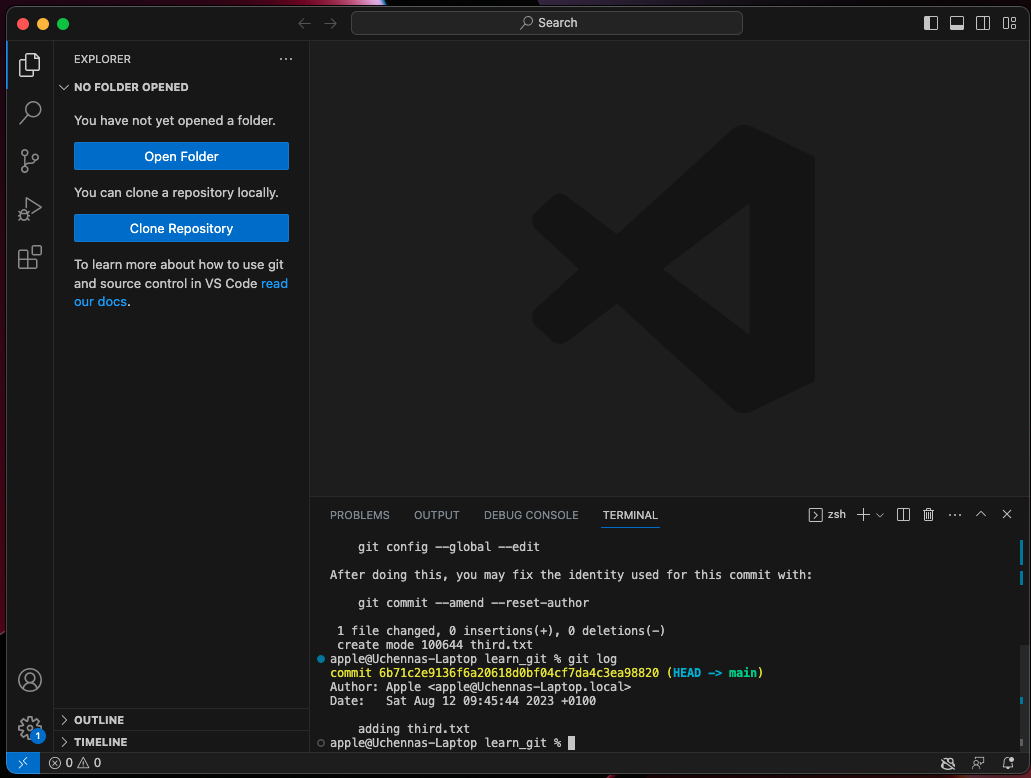 Search
EXPLORER
NO FOLDER OPENED
You have not yet opened a folder.
Open Folder
You can clone a repository locally.
Clone Repository
To learn more about how to use git
and source control in VS Code read
our docs.
OUTLINE
TIMELINE
PROBLEMS OUTPUT DEBUG CONSOLE TERMINAL zsh
git config --global --edit
After doing this, you may fix the identity used for this commit with:
git commit --amend --reset-author
1 file changed, 0 insertions(+), 0 deletions(-)
create mode 100644 third.txt
apple@Uchennas-Laptop learn_git % git log
commit 6b71c2e9136f6a20618d0bf04cf7da4c3ea98820 (HEAD -> main)
Author: Apple <apple@Uchennas-Laptop.local>
Date:   Sat Aug 12 09:45:44 2023 +0100
adding third.txt
apple@Uchennas-Laptop learn_git %
1
0 0